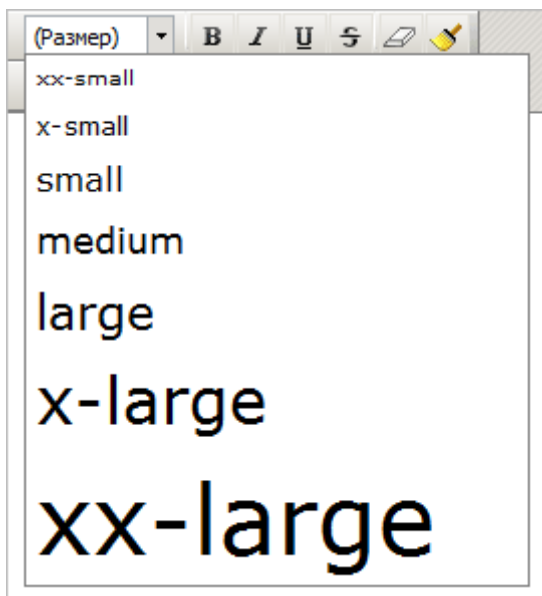 (Размер) B I U S
xx-small
x-small
small
medium
large
x-large
xx-large